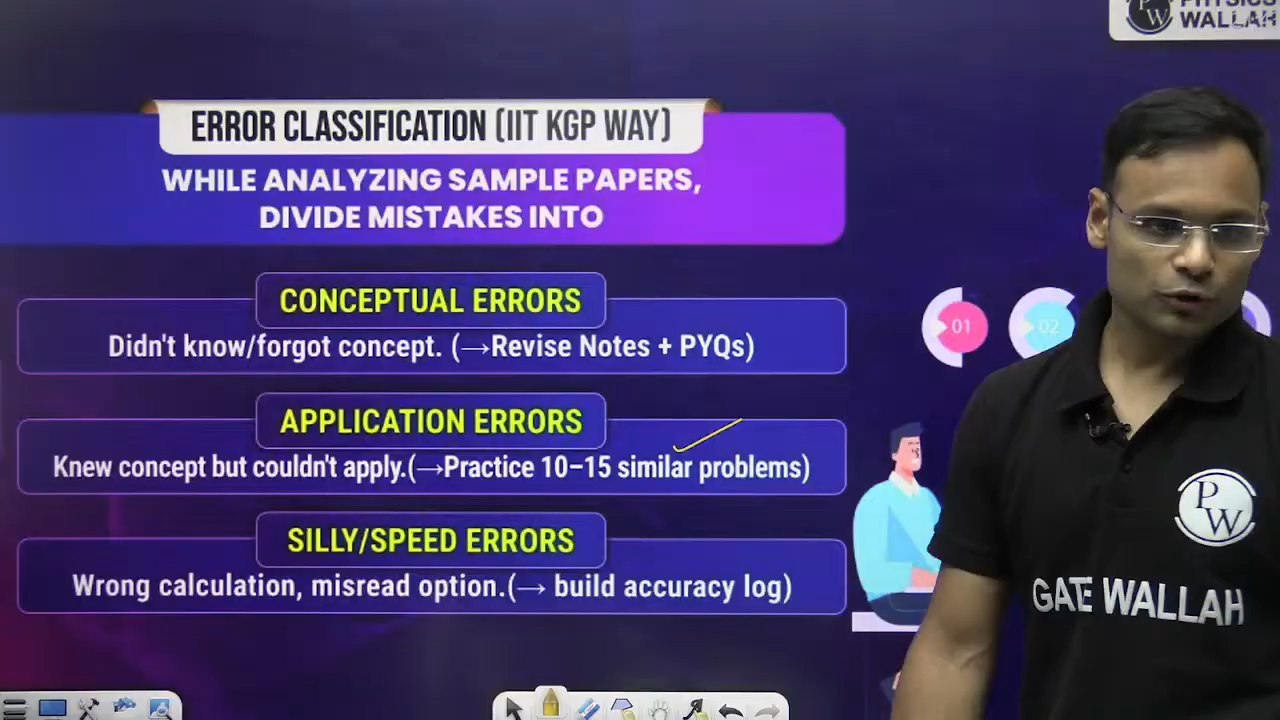 PHYSICS
WALLAH
ERROR CLASSIFICATION (IIT KGP WAY)
WHILE ANALYZING SAMPLE PAPERS,
DIVIDE MISTAKES INTO
CONCEPTUAL ERRORS
Didn't know/forgot concept. (→Revise Notes + PYQs)
APPLICATION ERRORS
Knew concept but couldn't apply.(→Practice 10–15 similar problems)
SILLY/SPEED ERRORS
Wrong calculation, misread option.(→ build accuracy log)
01
02
PW
GATE WALLAH